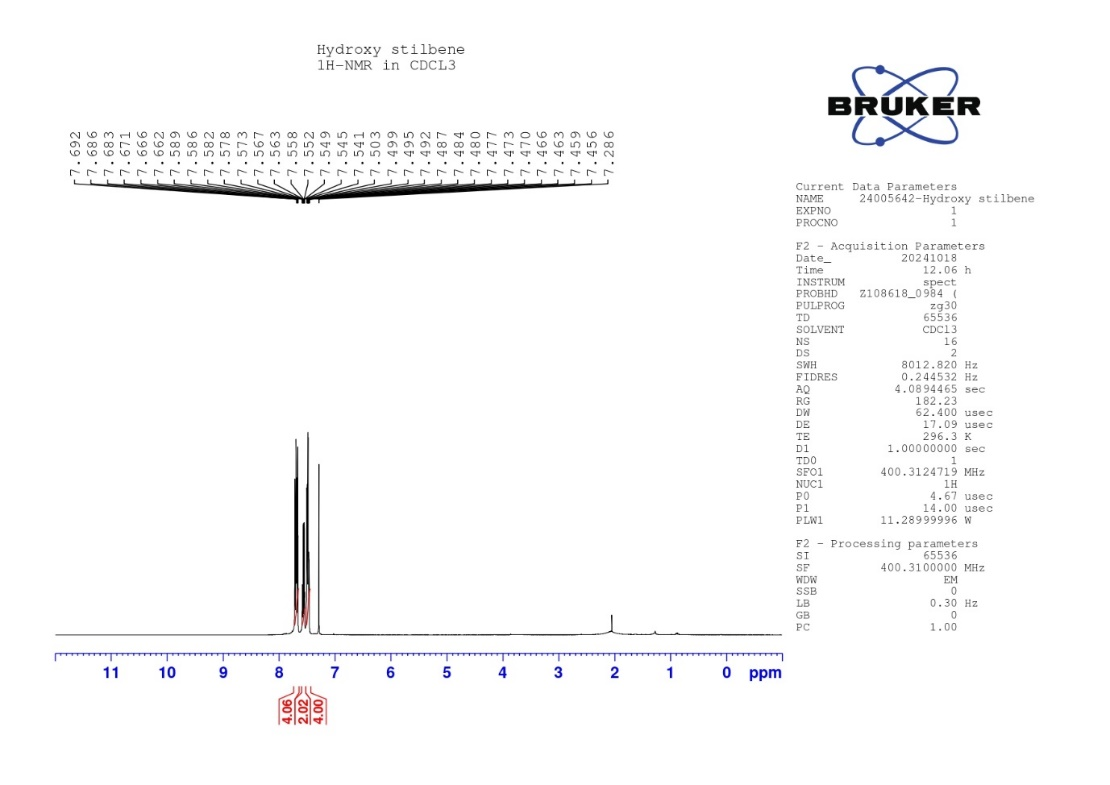 Hydroxy stilbene
1H-NMR in CDCL3
BRUKER
7.692
7.686
7.683
7.671
7.666
7.662
7.589
7.586
7.582
7.578
7.573
7.567
7.563
7.558
7.552
7.549
7.545
7.541
7.503
7.499
7.495
7.492
7.487
7.484
7.480
7.477
7.473
7.470
7.466
7.463
7.459
7.456
7.286
Current Data Parameters
NAME 24005642-Hydroxy stilbene
EXPNO 1
PROCNO 1
F2 - Acquisition Parameters
Date_ 20241018
Time 12.06 h
INSTRUM spect
PROBHD Z108618_0984 (
PULPROG zg30
TD 65536
SOLVENT CDCl3
NS 16
DS 2
SWH 8012.820 Hz
FIDRES 0.244532 Hz
AQ 4.0894465 sec
RG 182.23
DW 62.400 usec
DE 17.09 usec
TE 296.3 K
D1 1.00000000 sec
TD0 1
SFO1 400.3124719 MHz
NUC1 1H
P0 4.67 usec
P1 14.00 usec
PLW1 11.28999996 W
F2 - Processing parameters
SI 65536
SF 400.3100000 MHz
WDW EM
SSB 0
LB 0.30 Hz
GB 0
PC 1.00
11 10 9 8 7 6 5 4 3 2 1 0 ppm
4.06
2.02
4.00